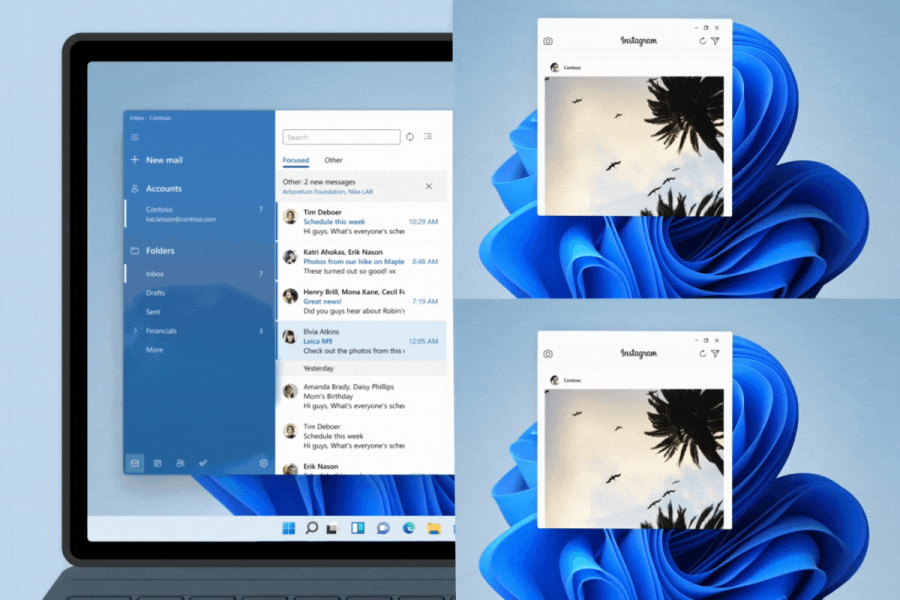 Inbox - Contoso
New mail
Accounts
Contoso 7
kat.larsson@contoso.com
Folders
Inbox 7
Drafts
Sent
Financials 3
More
Search
Focused Other
Other: 2 new messages
Arboretum Foundation, Nike LAB
Tim Deboer
Schedule this week 10:29 AM
Hi guys, What's everyone's sched
Katri Ahokas, Erik Nason
Photos from our hike on Maple 8:48 AM
These turned out so good! xx
Henry Brill, Mona Kane, Cecil Fo
Great news! 7:19 AM
Did you guys hear about Robin's
Elvia Atkins
Leica M9 12:05 AM
Check out the photos from this w
Yesterday
Amanda Brady, Daisy Phillips
Mom's Birthday
Hi guys, What's everyone's sched
Tim Deboer
Schedule this week
Hi guys, What's everyone's sched
Erik Nason
Instagram
Contoso
Instagram
Contoso